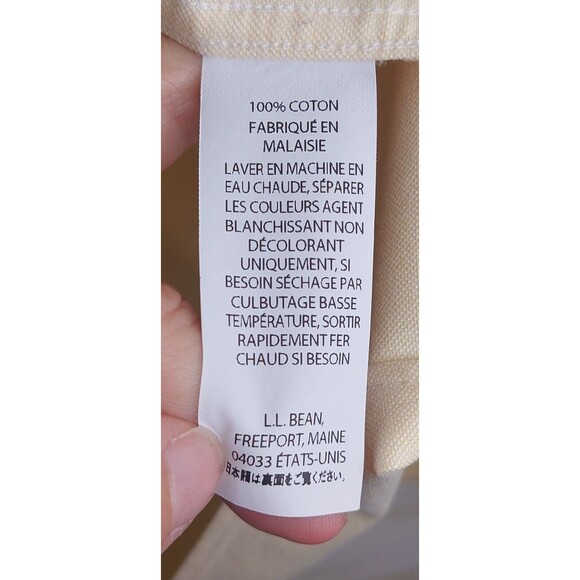 100% COTON
FABRIQUÉ EN
MALAISIE
LAVER EN MACHINE EN
EAU CHAUDE, SÉPARER
LES COULEURS AGENT
BLANCHISSANT NON
DÉCOLORANT
UNIQUEMENT, SI
BESOIN SÉCHAGE PAR
CULBUTAGE BASSE
TEMPÉRATURE, SORTIR
RAPIDEMENT FER
CHAUD SI BESOIN
L.L. BEAN,
FREEPORT, MAINE
04033 ÉTATS-UNIS
日本語は裏面をご覧ください。